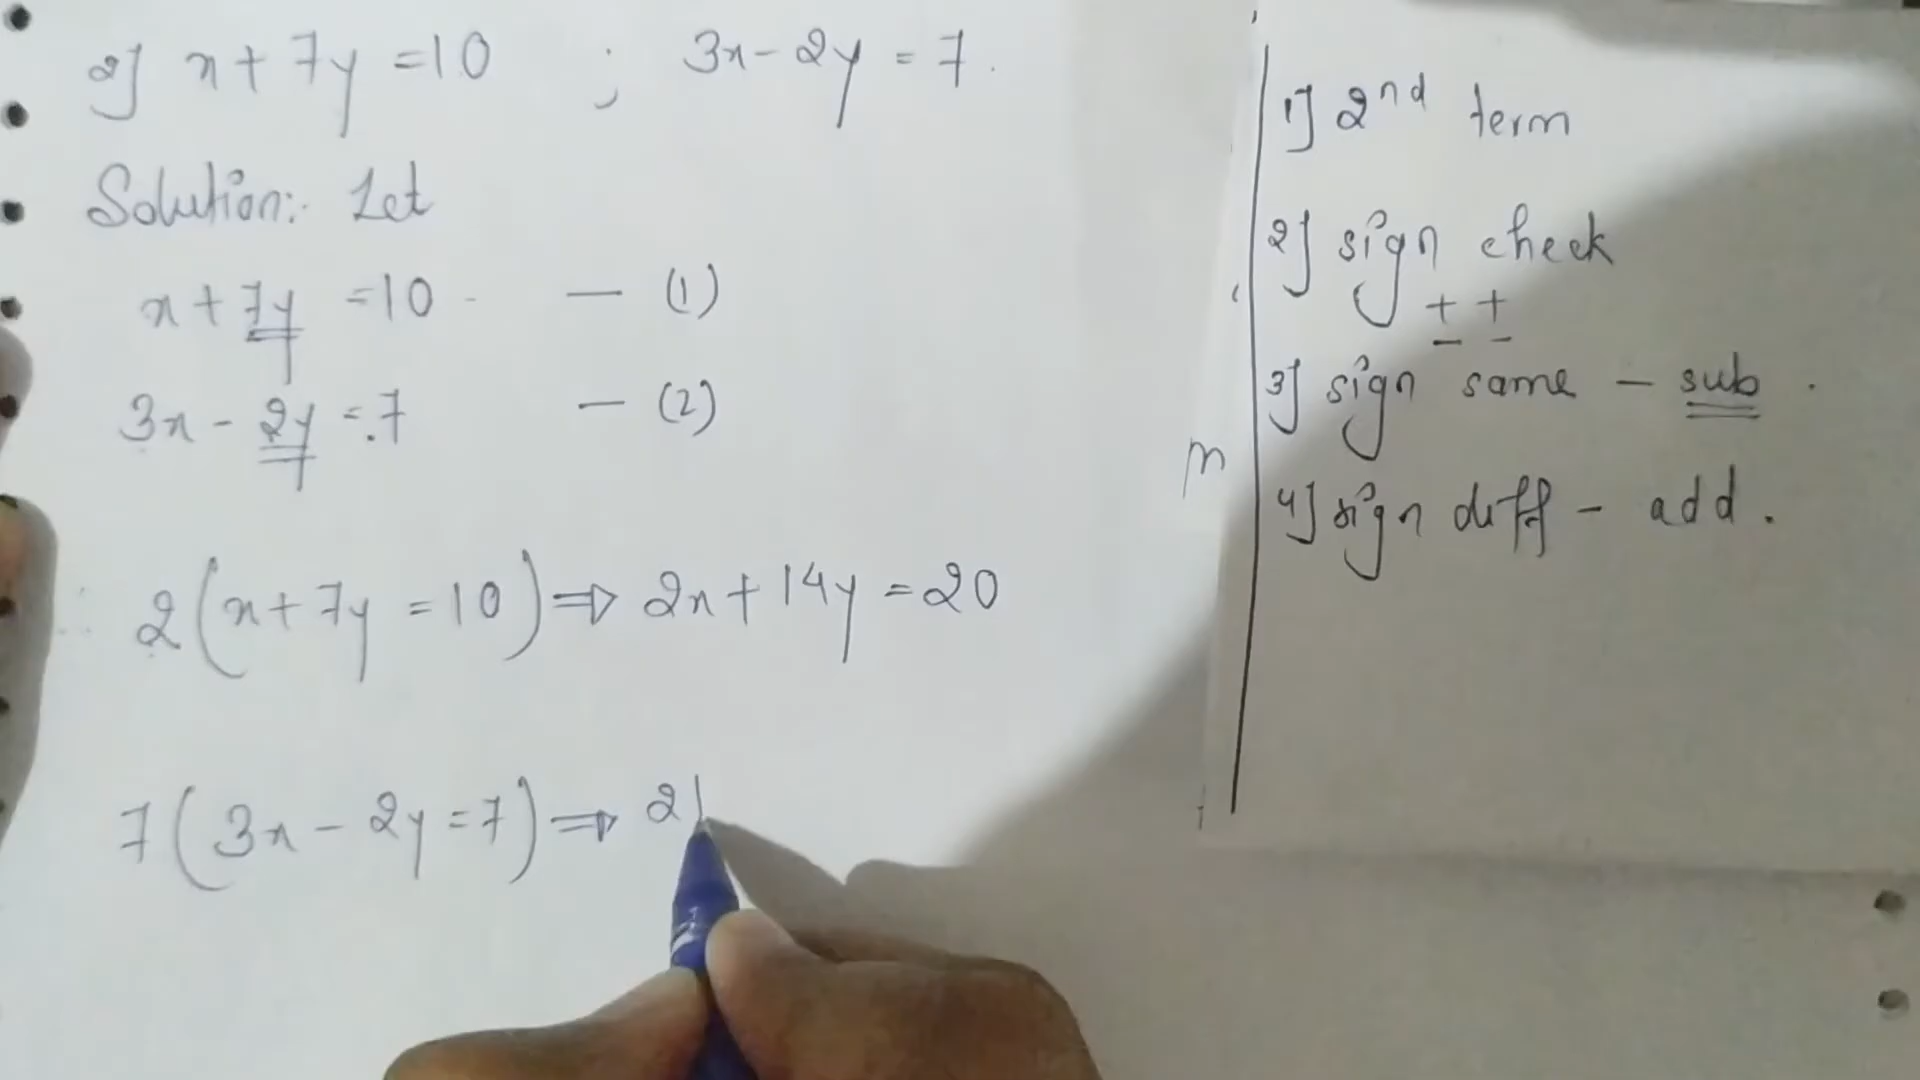 2] x + 7y = 10 ; 3x - 2y = 7.
Solution:- Let
x + 7y = 10 — (1)
3x - 2y = 7 — (2)
2(x + 7y = 10) ⇒ 2x + 14y = 20
7(3x - 2y = 7) ⇒ 21
1] 2nd term
2] sign check
+ +
- -
3] sign same - sub.
4] sign diff - add.
m